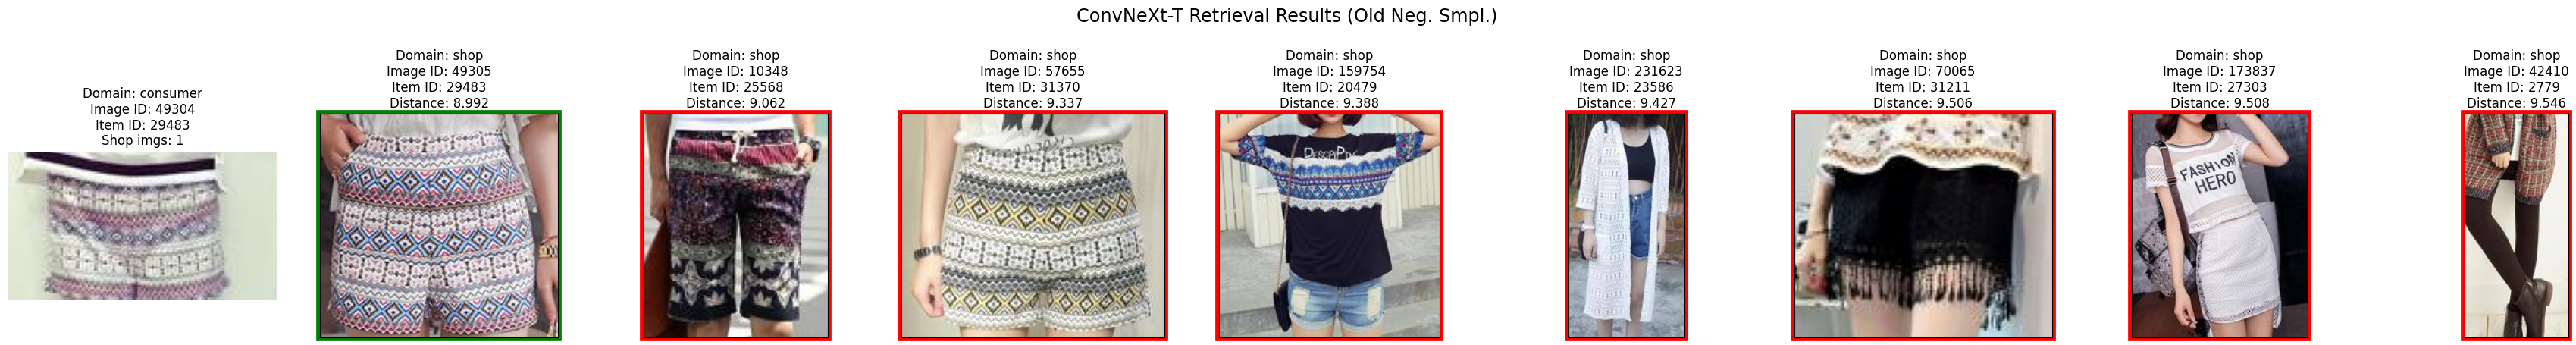 ConvNeXt-T Retrieval Results (Old Neg. Smpl.)
Domain: consumer
Image ID: 49304
Item ID: 29483
Shop imgs: 1
Domain: shop
Image ID: 49305
Item ID: 29483
Distance: 8.992
Domain: shop
Image ID: 10348
Item ID: 25568
Distance: 9.062
Domain: shop
Image ID: 57655
Item ID: 31370
Distance: 9.337
Domain: shop
Image ID: 159754
Item ID: 20479
Distance: 9.388
Domain: shop
Image ID: 231623
Item ID: 23586
Distance: 9.427
Domain: shop
Image ID: 70065
Item ID: 31211
Distance: 9.506
Domain: shop
Image ID: 173837
Item ID: 27303
Distance: 9.508
Domain: shop
Image ID: 42410
Item ID: 2779
Distance: 9.546
FASHION
HERO